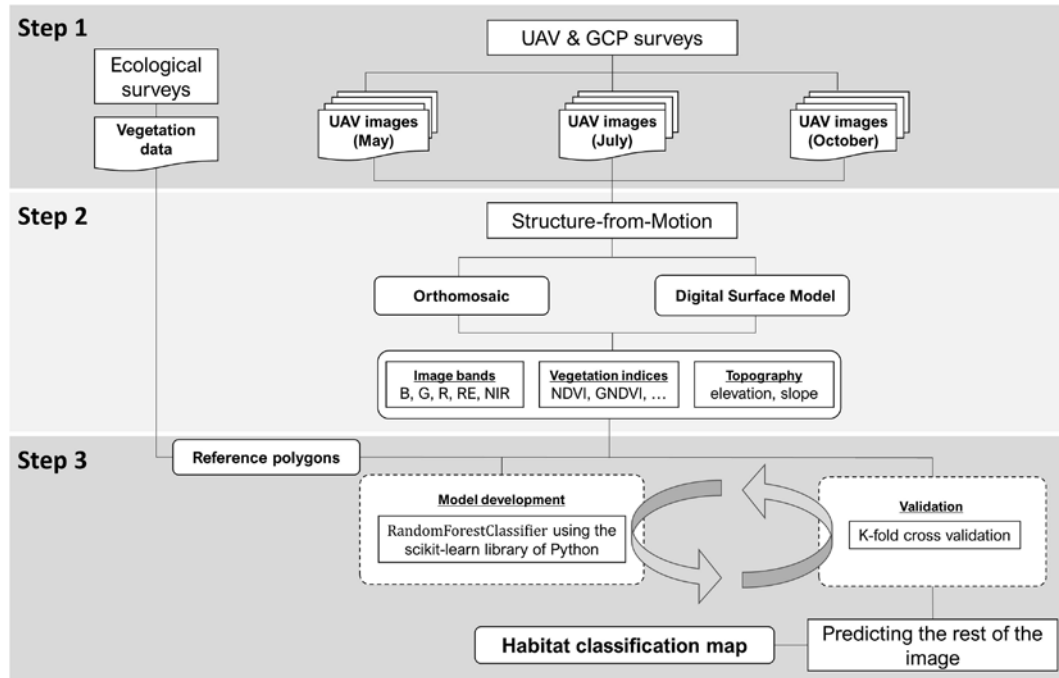 Step 1
UAV & GCP surveys
Ecological
surveys
Vegetation
data
UAV images
(May)
UAV images
(July)
UAV images
(October)
Step 2
Structure-from-Motion
Orthomosaic
Digital Surface Model
Image bands
B, G, R, RE, NIR
Vegetation indices
NDVI, GNDVI, …
Topography
elevation, slope
Step 3
Reference polygons
Model development
RandomForestClassifier using the
scikit-learn library of Python
Validation
K-fold cross validation
Habitat classification map
Predicting the rest of the
image